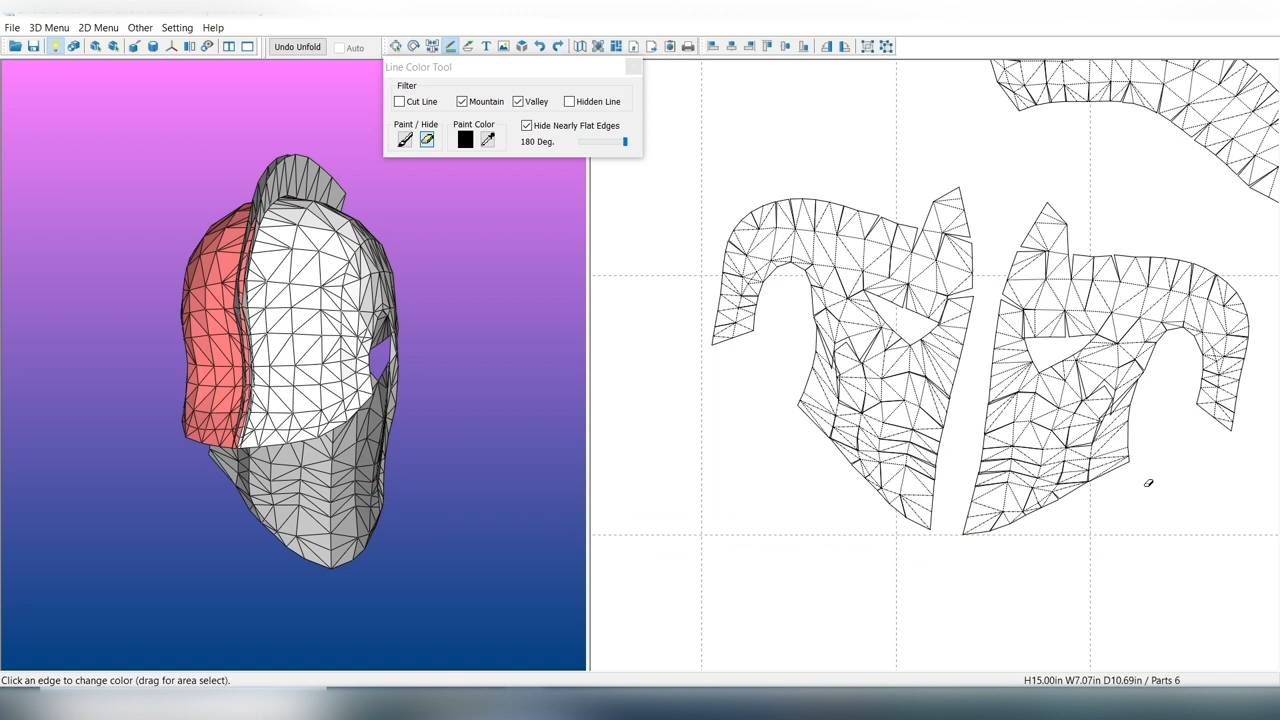 File 3D Menu 2D Menu Other Setting Help
Undo Unfold Auto
Line Color Tool
Filter
Cut Line Mountain Valley Hidden Line
Paint / Hide Paint Color Hide Nearly Flat Edges
180 Deg.
Click an edge to change color (drag for area select). H15.00in W7.07in D10.69in / Parts 6